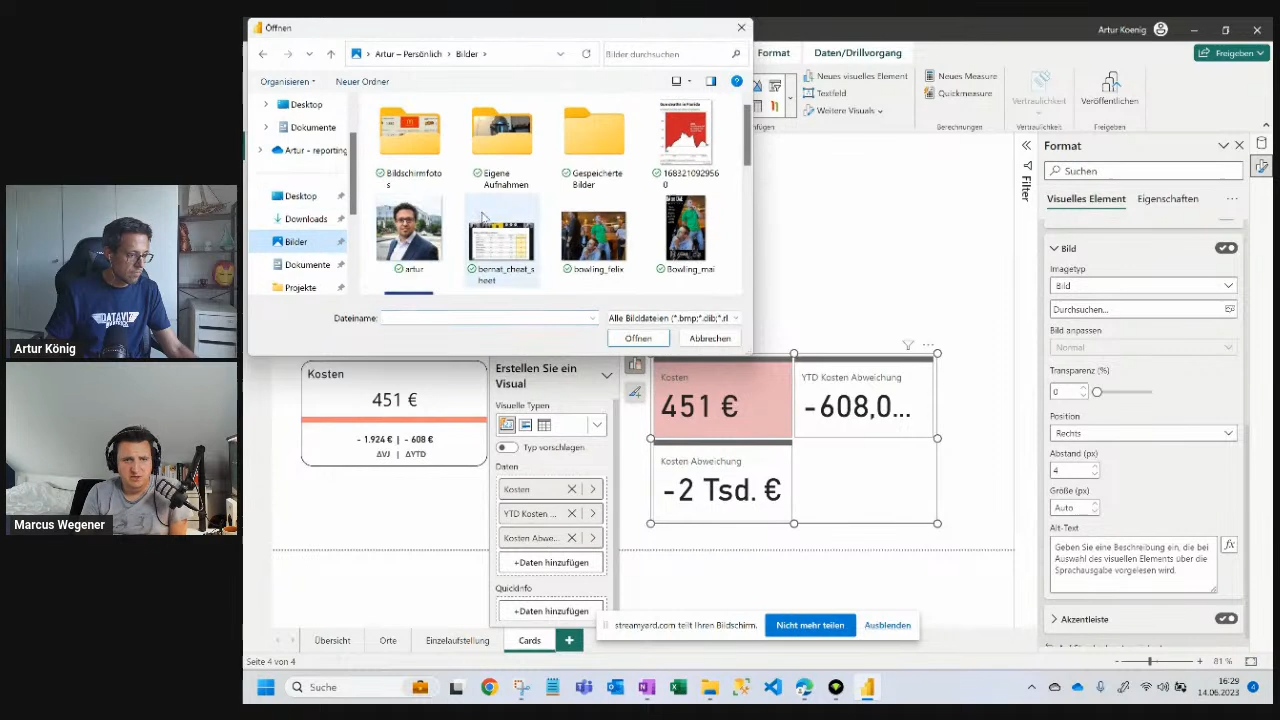 Öffnen
Artur – Persönlich › Bilder ›
Bilder durchsuchen
Organisieren
Neuer Ordner
Desktop
Dokumente
Artur - reporting
Desktop
Downloads
Bilder
Dokumente
Projekte
Bildschirmfoto
s
Eigene
Aufnahmen
Gespeicherte
Bilder
168321092956
0
artur
bernat_cheat_s
heet
bowling_felix
Bowling_mai
Dateiname:
Alle Bilddateien (*.bmp;*.dib;*.rl
Öffnen
Abbrechen
Artur Koenig
Format
Daten/Drillvorgang
Freigeben
Neues visuelles Element
Textfeld
Weitere Visuals
Neues Measure
Quickmeasure
Berechnungen
Vertraulichkeit
Vertraulichkeit
Veröffentlichen
Freigeben
Filter
Format
Suchen
Visuelles Element
Eigenschaften
Bild
Imagetyp
Bild
Durchsuchen...
Bild anpassen
Normal
Transparenz (%)
0
Position
Rechts
Abstand (px)
4
Größe (px)
Auto
Alt-Text
Geben Sie eine Beschreibung ein, die bei
Auswahl des visuellen Elements über die
Sprachausgabe vorgelesen wird.
Akzentleiste
Kosten
451 €
- 1.924 € | - 608 €
ΔVJ | ΔYTD
Erstellen Sie ein
Visual
Visuelle Typen
Typ vorschlagen
Daten
Kosten
YTD Kosten ...
Kosten Abwe...
+Daten hinzufügen
QuickInfo
+Daten hinzufügen
Kosten
451 €
YTD Kosten Abweichung
-608,0...
Kosten Abweichung
-2 Tsd. €
streamyard.com teilt Ihren Bildschirm.
Nicht mehr teilen
Ausblenden
Übersicht
Orte
Einzelaufstellung
Cards
Seite 4 von 4
81 %
Suche
16:29
14.06.2023
4
DATAVIZ
Artur König
Marcus Wegener